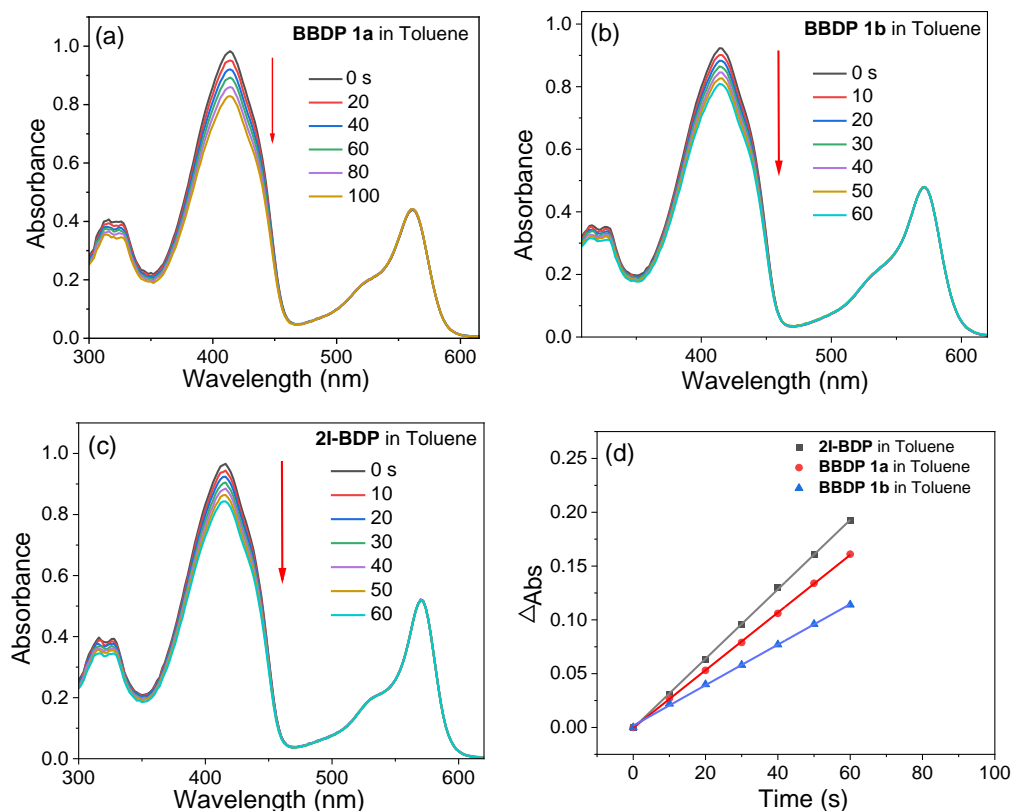 (a)
BBDP 1a in Toluene
0 s
20
40
60
80
100
1.0
0.8
0.6
0.4
0.2
0.0
Absorbance
300
400
500
600
Wavelength (nm)
(b)
BBDP 1b in Toluene
0 s
10
20
30
40
50
60
1.0
0.8
0.6
0.4
0.2
0.0
Absorbance
400
500
600
Wavelength (nm)
(c)
2I-BDP in Toluene
0 s
10
20
30
40
50
60
1.0
0.8
0.6
0.4
0.2
0.0
Absorbance
300
400
500
600
Wavelength (nm)
(d)
2I-BDP in Toluene
BBDP 1a in Toluene
BBDP 1b in Toluene
0.25
0.20
0.15
0.10
0.05
0.00
△Abs
0
20
40
60
80
100
Time (s)